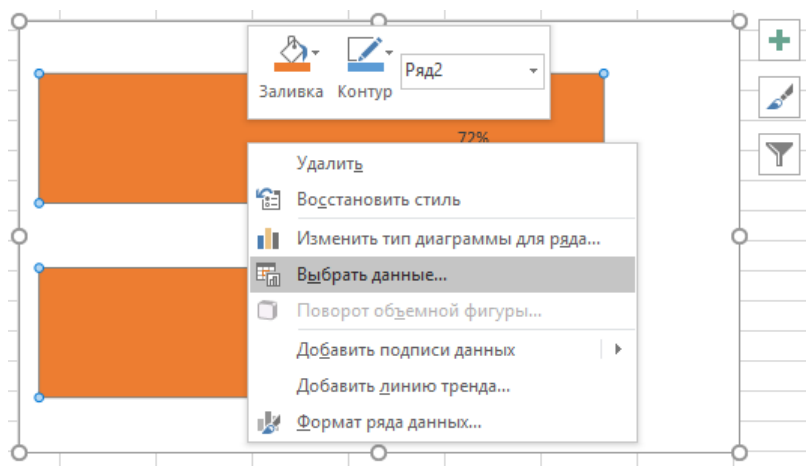 Заливка Контур
Ряд2
72%
Удалить
Восстановить стиль
Изменить тип диаграммы для ряда...
Выбрать данные...
Поворот объемной фигуры...
Добавить подписи данных
Добавить линию тренда...
Формат ряда данных...